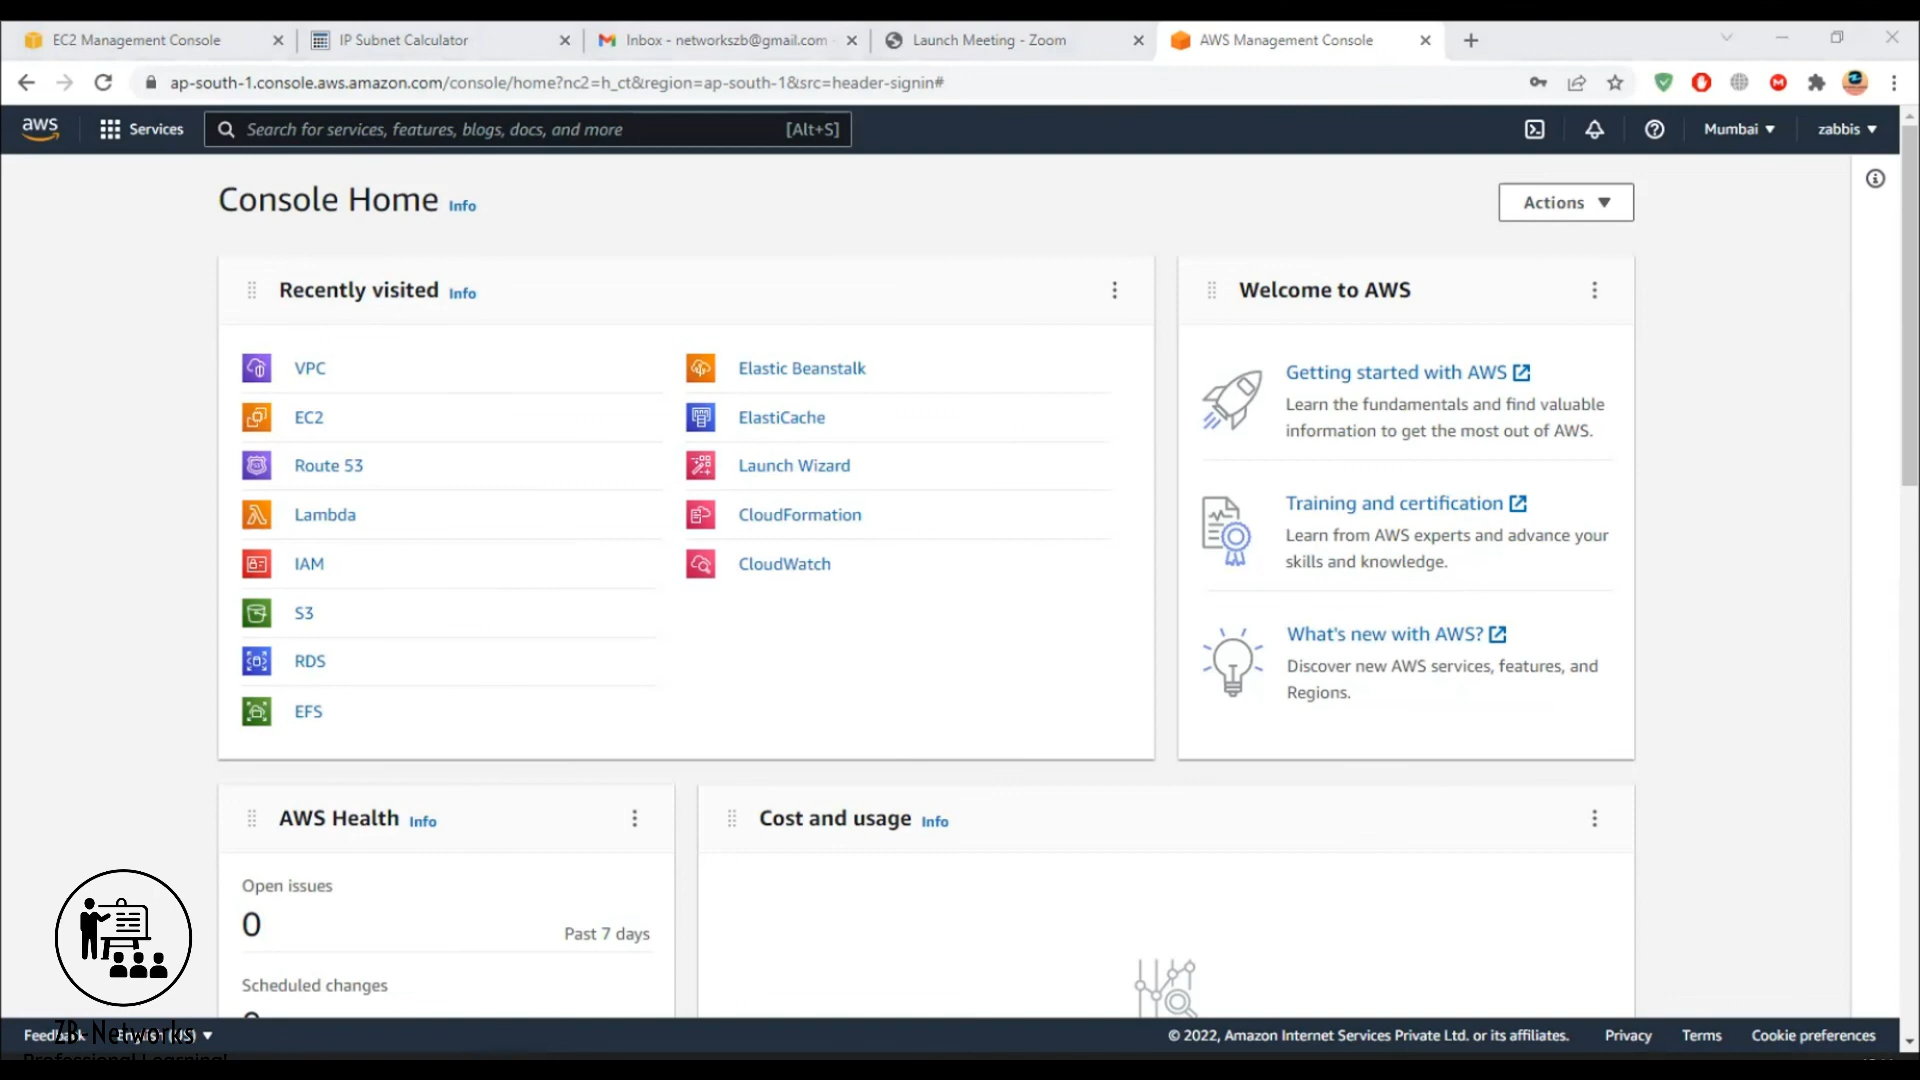 EC2 Management Console
IP Subnet Calculator
Inbox - networkszb@gmail.com
Launch Meeting - Zoom
AWS Management Console
ap-south-1.console.aws.amazon.com/console/home?nc2=h_ct&region=ap-south-1&src=header-signin#
aws
Services
Search for services, features, blogs, docs, and more
[Alt+S]
Mumbai
zabbis
Console Home Info
Actions
Recently visited Info
VPC
EC2
Route 53
Lambda
IAM
S3
RDS
EFS
Elastic Beanstalk
ElastiCache
Launch Wizard
CloudFormation
CloudWatch
Welcome to AWS
Getting started with AWS
Learn the fundamentals and find valuable
information to get the most out of AWS.
Training and certification
Learn from AWS experts and advance your
skills and knowledge.
What's new with AWS?
Discover new AWS services, features, and
Regions.
AWS Health Info
Open issues
0
Past 7 days
Scheduled changes
Cost and usage Info
Feedback
English (US)
ZB-Networks
Professional Learning!
© 2022, Amazon Internet Services Private Ltd. or its affiliates.
Privacy
Terms
Cookie preferences